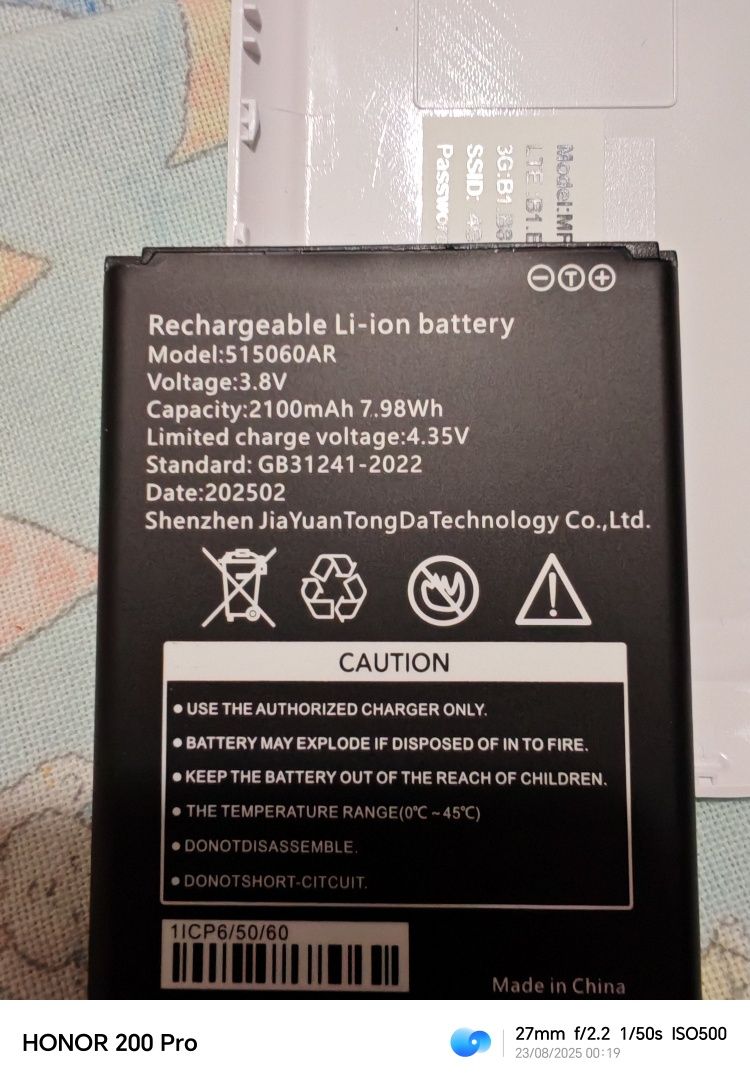 Model:MF
LTE B1.B
3G:B1
SSID:
Passwo
− T +
Rechargeable Li-ion battery
Model:515060AR
Voltage:3.8V
Capacity:2100mAh 7.98Wh
Limited charge voltage:4.35V
Standard: GB31241-2022
Date:202502
Shenzhen JiaYuanTongDaTechnology Co.,Ltd.
CAUTION
● USE THE AUTHORIZED CHARGER ONLY.
● BATTERY MAY EXPLODE IF DISPOSED OF IN TO FIRE.
● KEEP THE BATTERY OUT OF THE REACH OF CHILDREN.
● THE TEMPERATURE RANGE(0℃ ~ 45℃)
● DONOTDISASSEMBLE.
● DONOTSHORT-CITCUIT.
1ICP6/50/60
Made in China
HONOR 200 Pro
27mm f/2.2 1/50s ISO500
23/08/2025 00:19